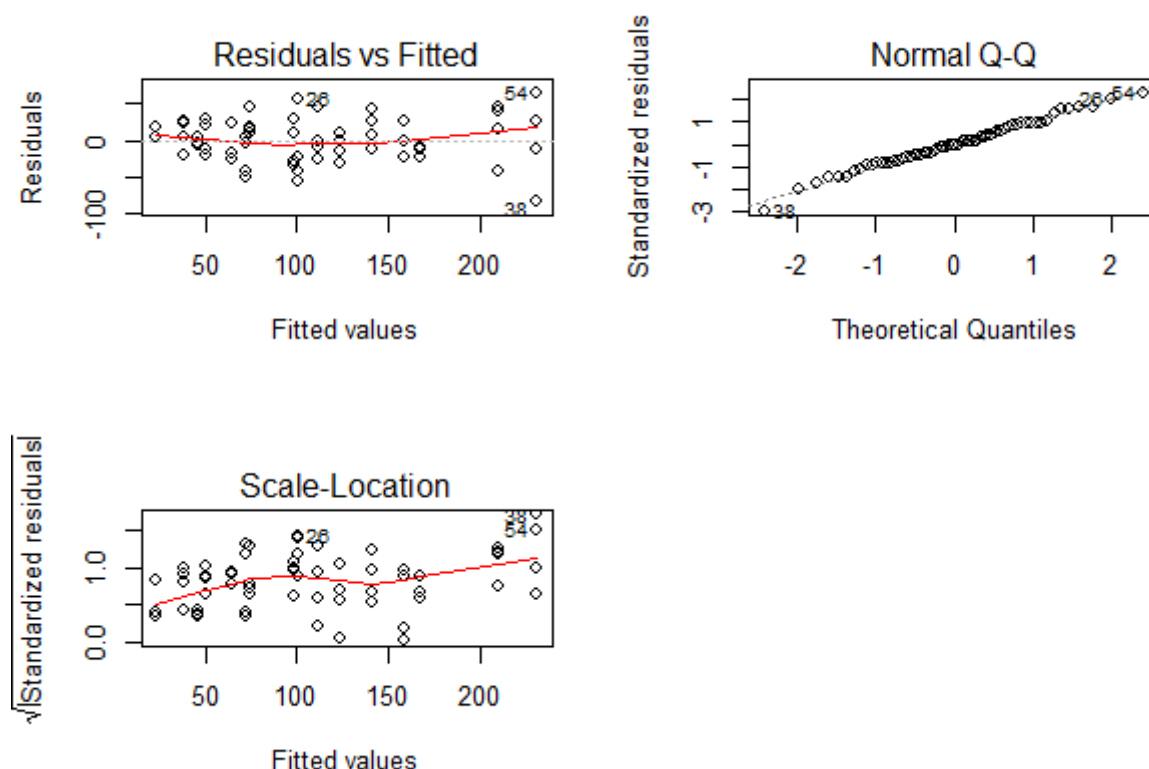 Residuals vs Fitted
Residuals
0
-100
26
54
38
50 100 150 200
Fitted values
Normal Q-Q
Standardized residuals
1
-1
-3
26 54
38
-2 -1 0 1 2
Theoretical Quantiles
Scale-Location
√|Standardized residuals|
1.0
0.0
26
38
54
50 100 150 200
Fitted values